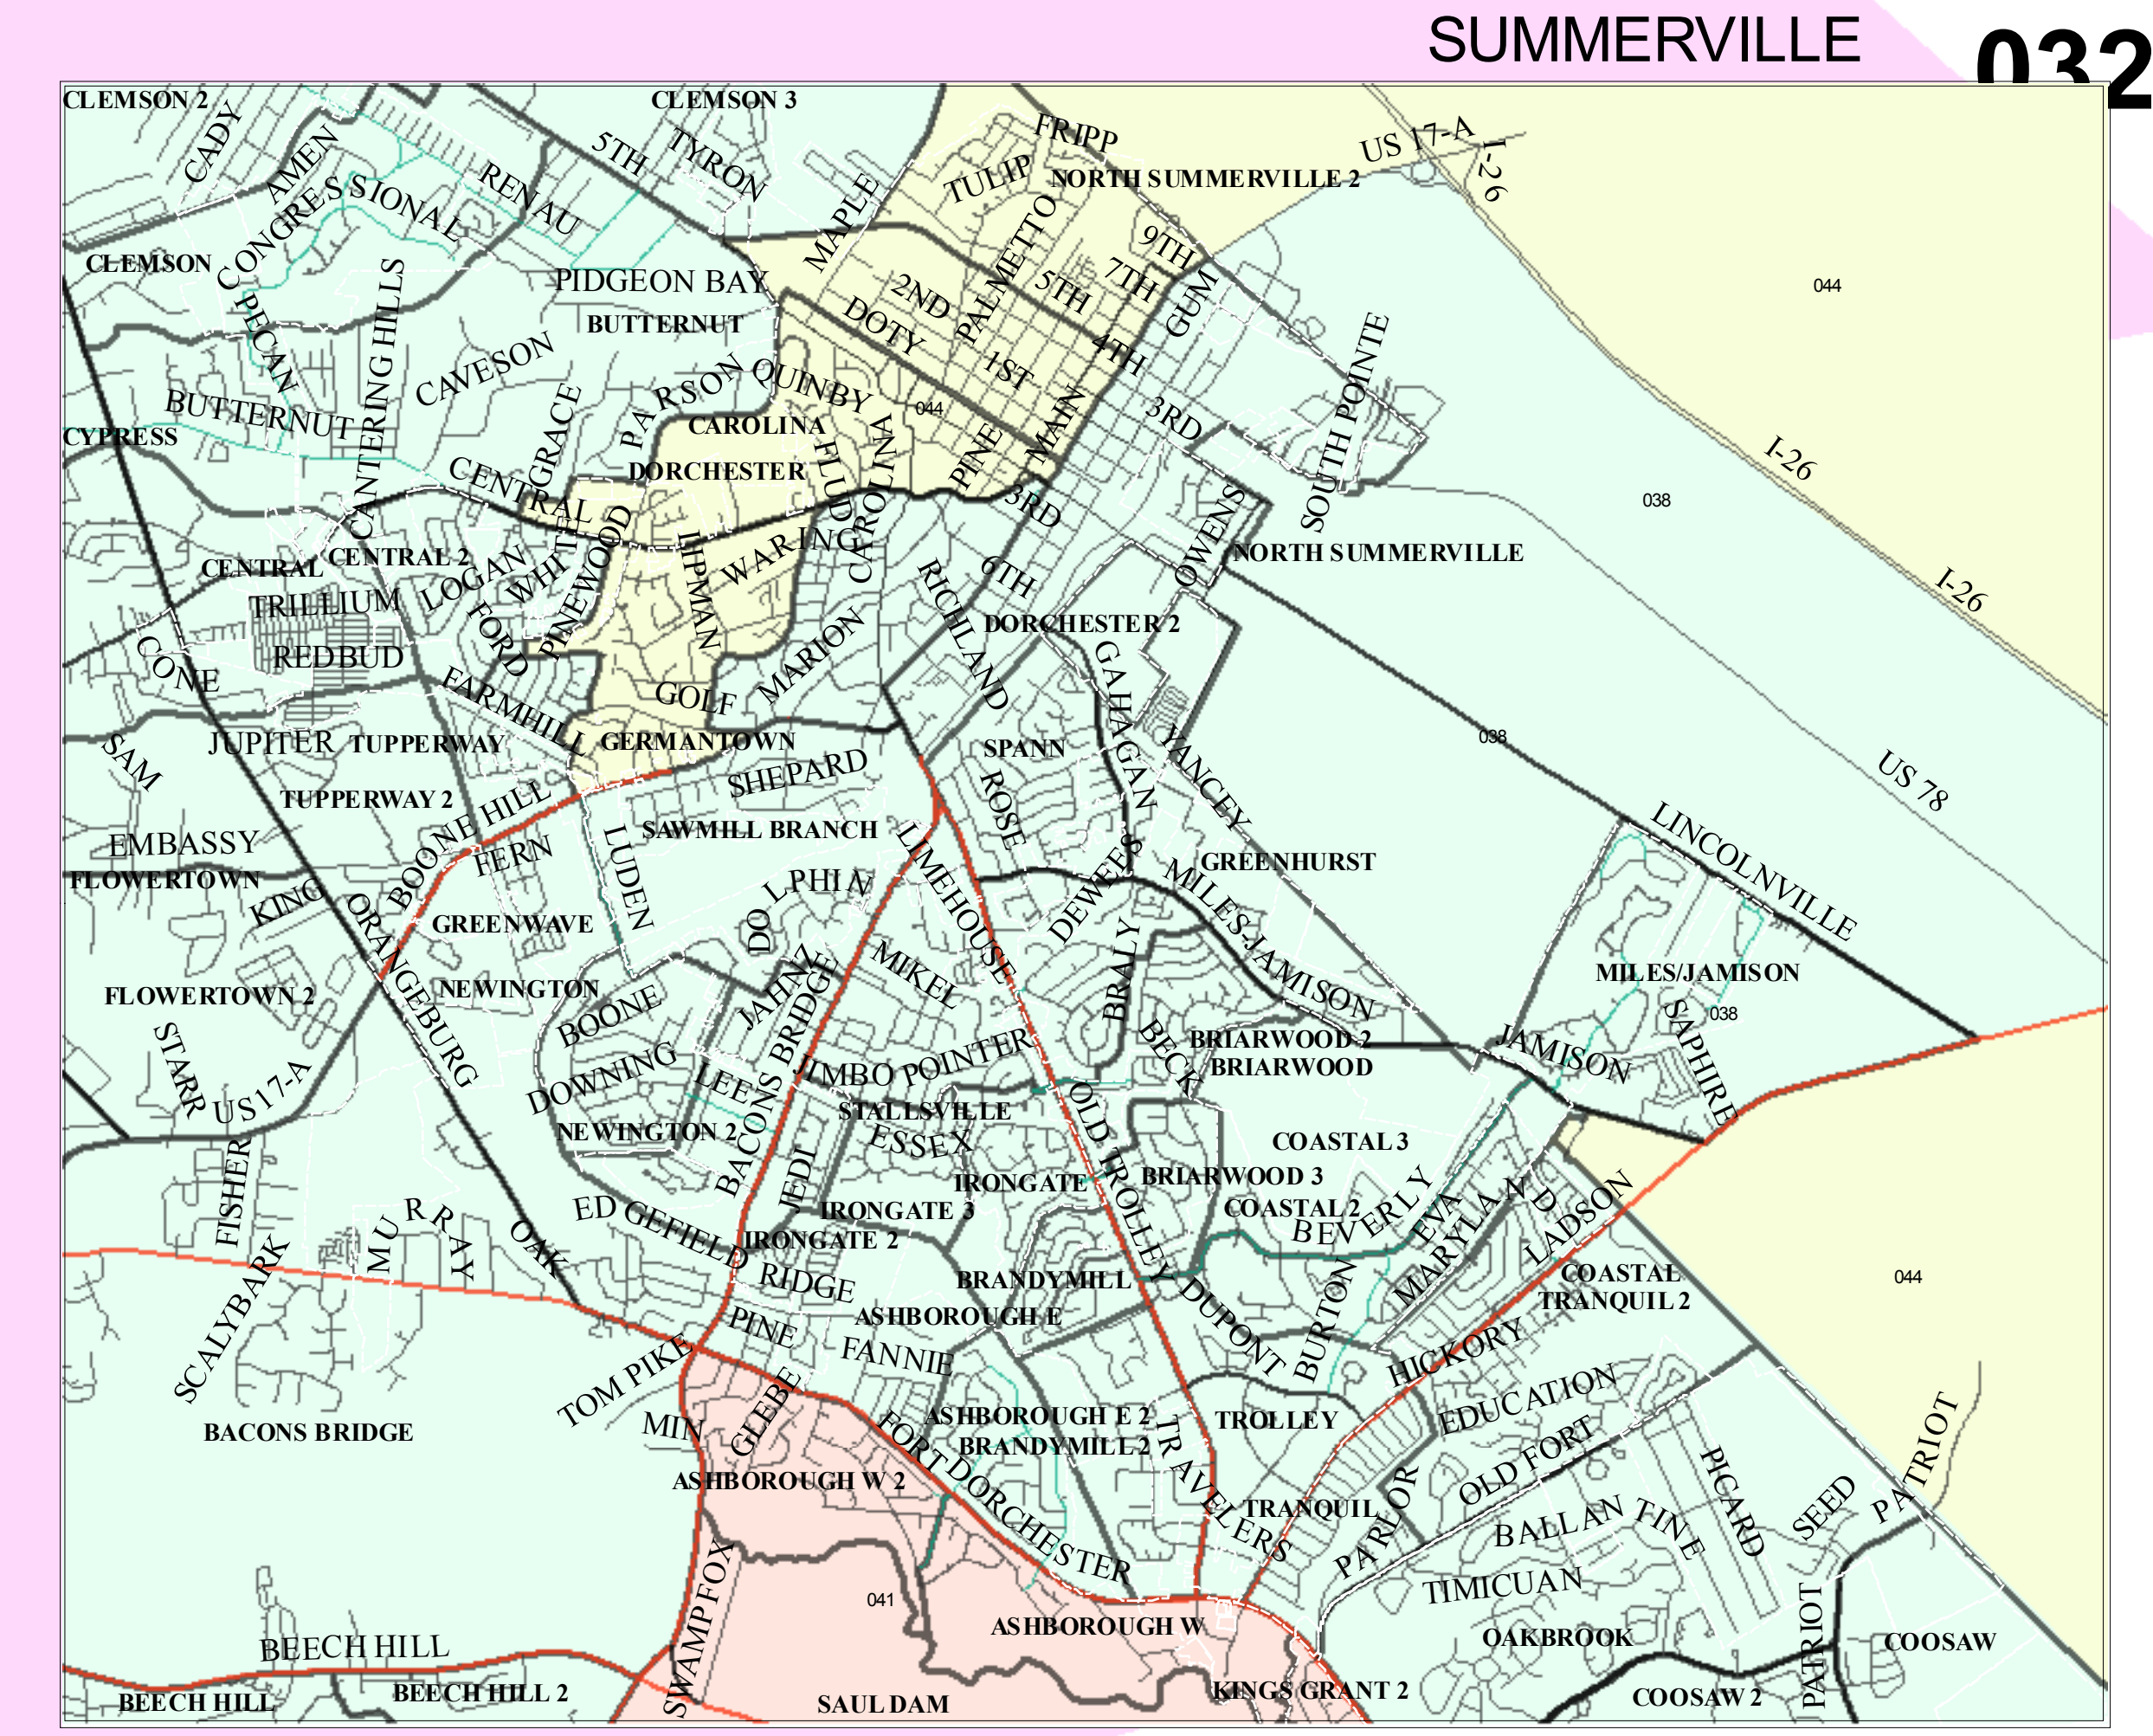 SUMMERVILLE
032
CLEMSON 2
CLEMSON 3
CADY
AMEN
CONGRESSIONAL
RENAU
5TH
TYRON
MAPLE
FRIPP
TULIP
NORTH SUMMERVILLE 2
US 17-A
I-26
PALMETTO
9TH
7TH
5TH
GUM
CLEMSON
PECAN
CANTERING HILLS
PIDGEON BAY
BUTTERNUT
2ND
DOTY
1ST
4TH
044
CAVESON
GRACE
PARSON
QUINBY
044
MAIN
3RD
SOUTH POINTE
BUTTERNUT
CYPRESS
CAROLINA
DORCHESTER
FLUD
CAROLINA
PINE
I-26
CENTRAL
3RD
038
OWENS
WHITE
PINEWOOD
LIPMAN
WARING
NORTH SUMMERVILLE
CENTRAL
CENTRAL 2
LOGAN
RICHLAND
6TH
I-26
TRILLIUM
FORD
DORCHESTER 2
CONE
REDBUD
MARION
GAHAGAN
FARMHILL
GOLF
SAM
JUPITER
TUPPERWAY
GERMANTOWN
SPANN
YANCEY
038
SHEPARD
US 78
TUPPERWAY 2
ROSE
BOONE HILL
SAWMILL BRANCH
LIMEHOUSE
LINCOLNVILLE
EMBASSY
FERN
LUDEN
DEWEES
GREENHURST
FLOWERTOWN
KING
DOLPHIN
MILES-JAMISON
ORANGEBURG
GREENWAVE
BRALY
MIKEL
MILES/JAMISON
FLOWERTOWN 2
NEWINGTON
JAHNZ
BACONS BRIDGE
BOONE
SAPHIRE
038
STARR
US17-A
DOWNING
LEE
JIMBO
POINTER
BECK
BRIARWOOD 2
BRIARWOOD
JAMISON
STALLSVILLE
OLD TROLLEY
NEWINGTON 2
ESSEX
COASTAL 3
FISHER
JEDI
IRONGATE
BRIARWOOD 3
MURRAY
OAK
EDGEFIELD
IRONGATE 3
COASTAL 2
BEVERLY
EVA
MARYLAND
LADSON
IRONGATE 2
SCALYBARK
RIDGE
BRANDYMILL
COASTAL
TRANQUIL 2
044
DUPONT
BURTON
PINE
ASHBOROUGH E
FANNIE
HICKORY
TOM PIKE
MIN
GLEBE
EDUCATION
BACONS BRIDGE
FORT DORCHESTER
ASHBOROUGH E 2
BRANDYMILL 2
TRAVELERS
TROLLEY
OLD FORT
PICARD
PATRIOT
ASHBOROUGH W 2
TRANQUIL
PARLOR
BALLANTINE
SEED
SWAMPFOX
041
TIMICUAN
PATRIOT
ASHBOROUGH W
OAKBROOK
COOSAW
BEECH HILL
BEECH HILL
BEECH HILL 2
SAUL DAM
KINGS GRANT 2
COOSAW 2